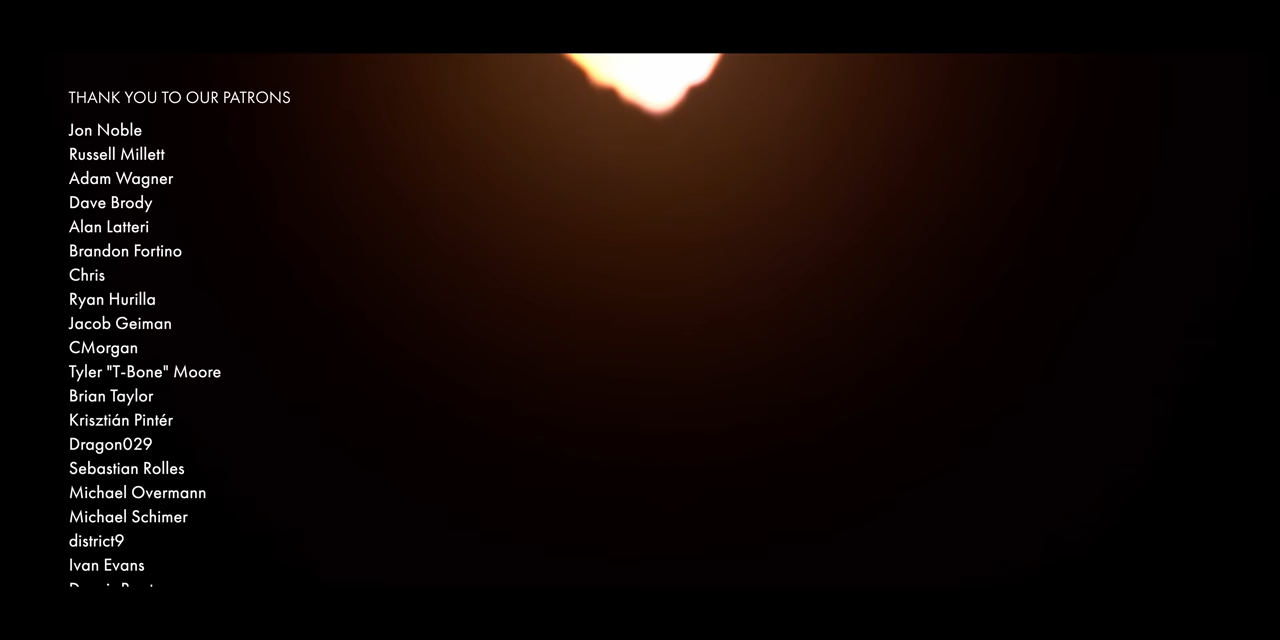 THANK YOU TO OUR PATRONS
Jon Noble
Russell Millett
Adam Wagner
Dave Brody
Alan Latteri
Brandon Fortino
Chris
Ryan Hurilla
Jacob Geiman
CMorgan
Tyler "T-Bone" Moore
Brian Taylor
Krisztián Pintér
Dragon029
Sebastian Rolles
Michael Overmann
Michael Schimer
district9
Ivan Evans